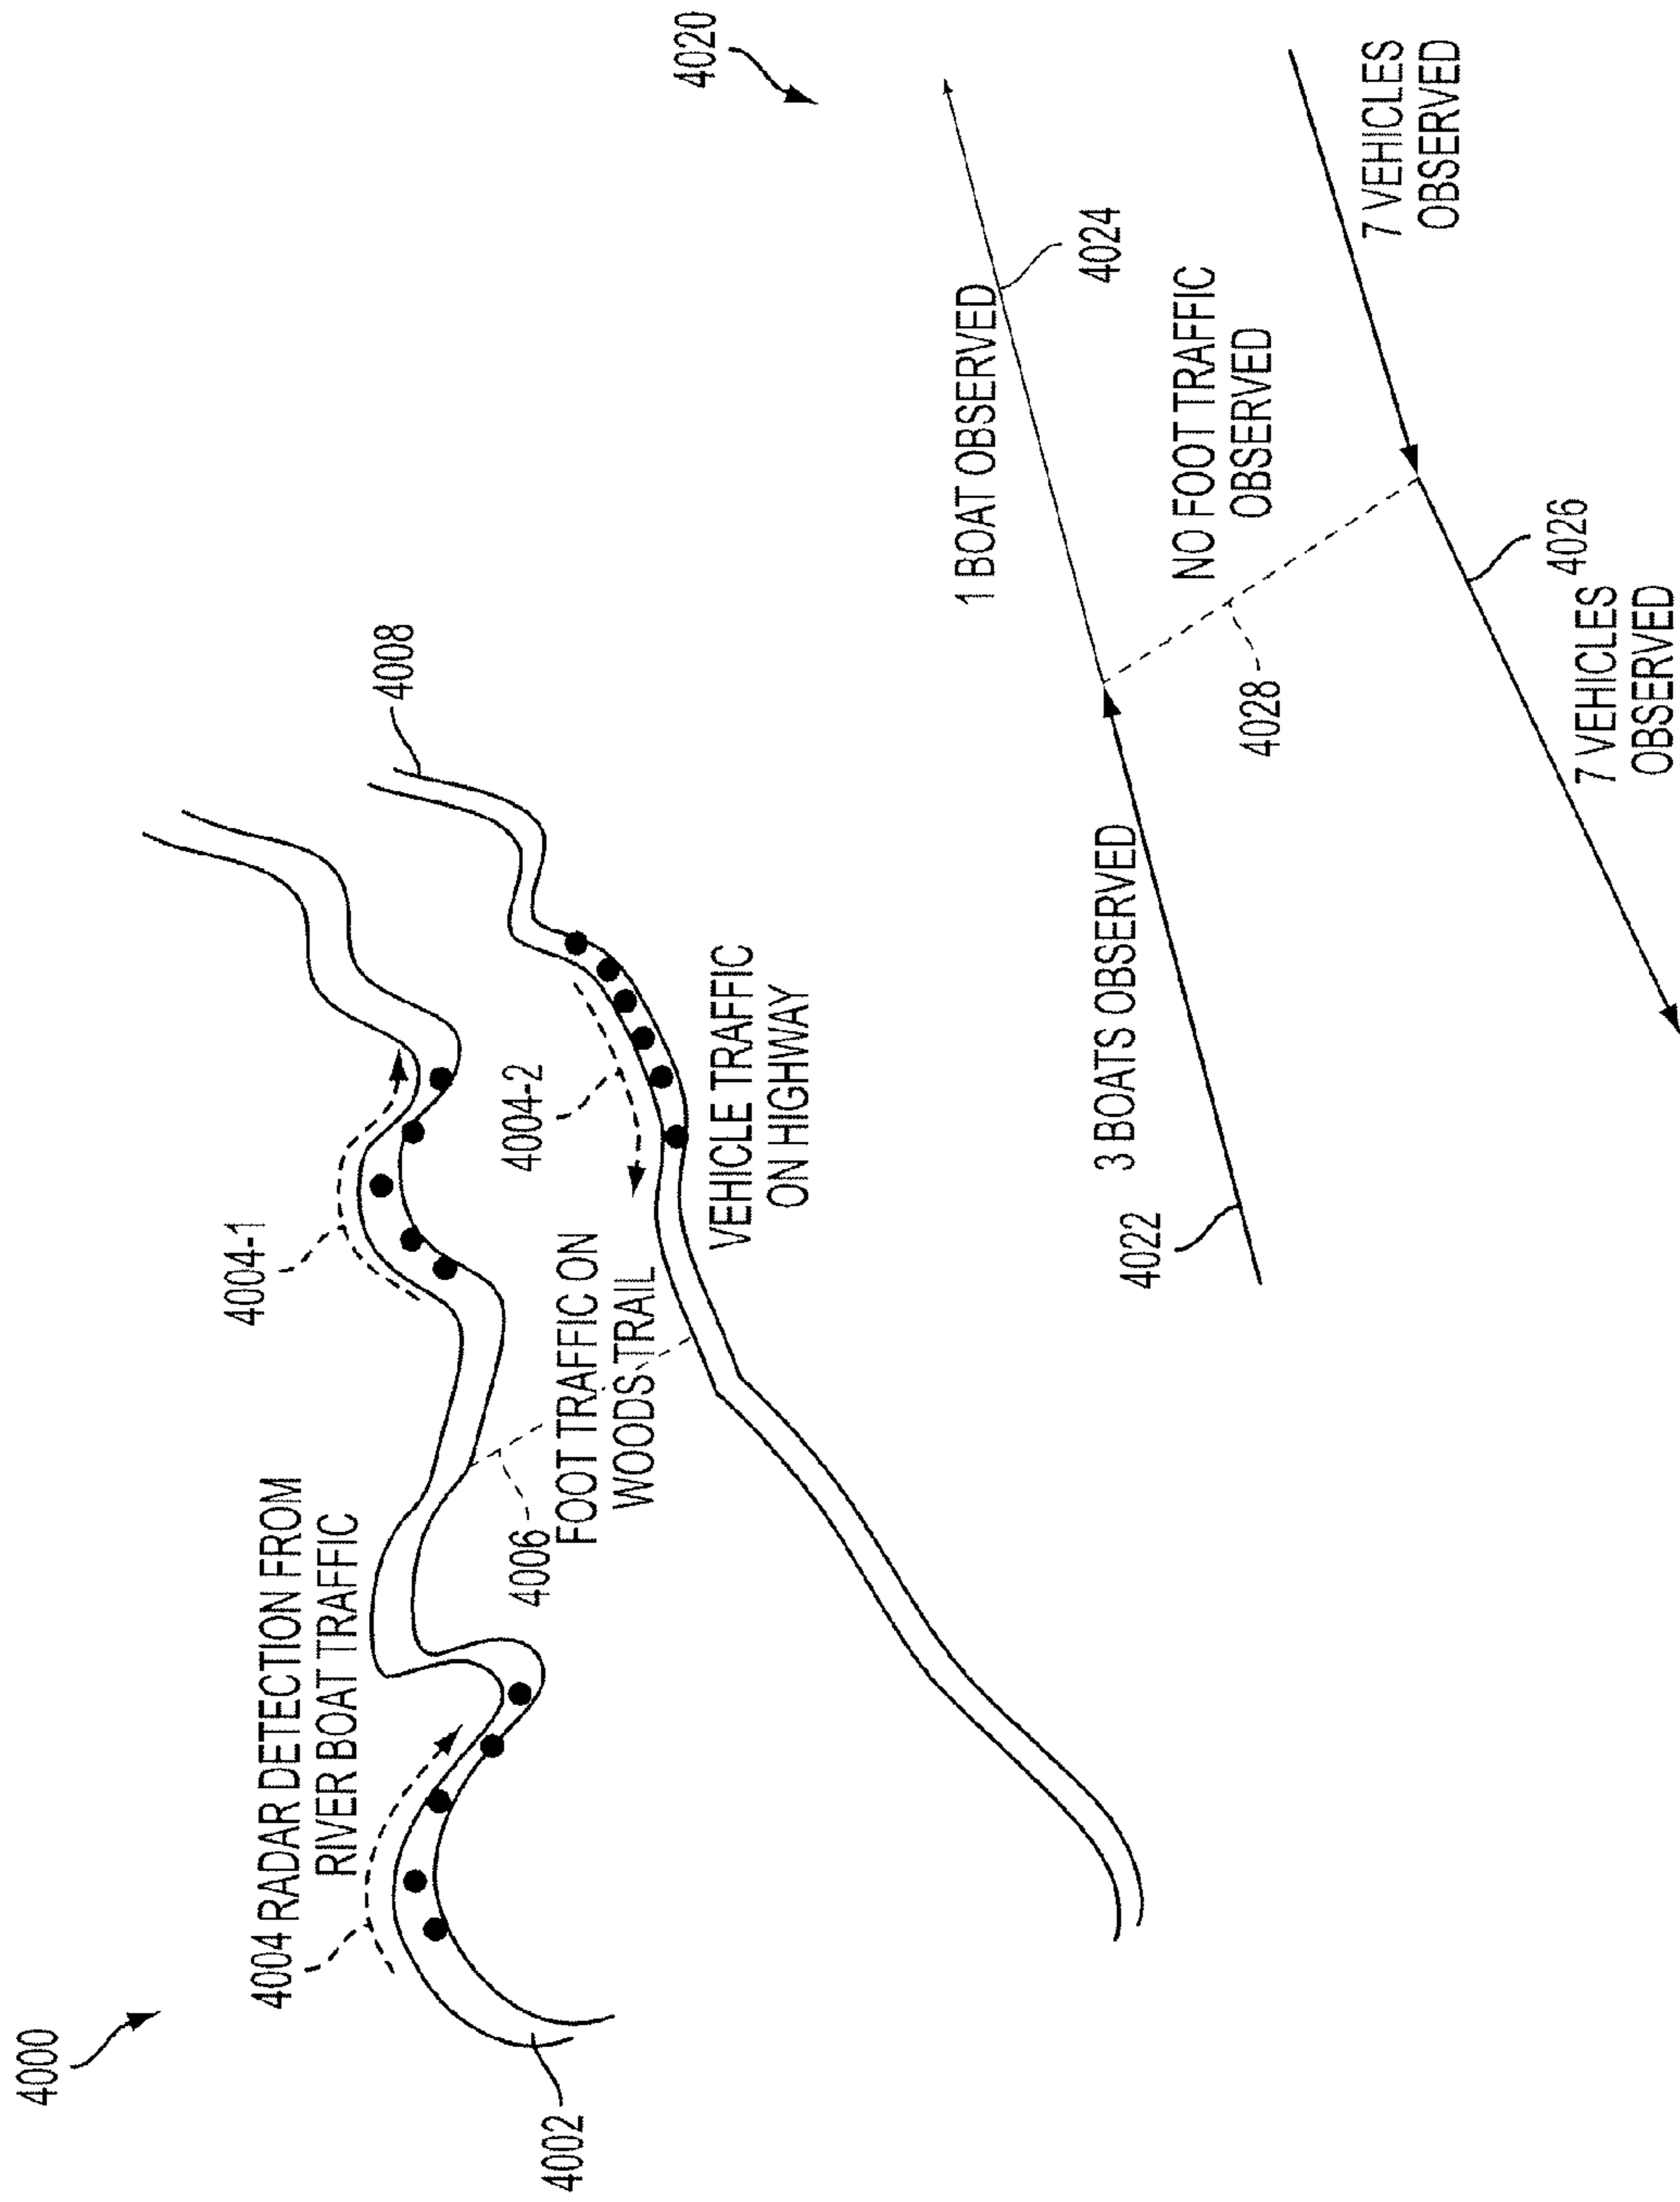 4000
4002
4004 RADAR DETECTION FROM
RIVER BOAT TRAFFIC
4004-1
4006
FOOT TRAFFIC ON
WOODS TRAIL
4004-2
4008
VEHICLE TRAFFIC
ON HIGHWAY
4020
4022
3 BOATS OBSERVED
1 BOAT OBSERVED
4024
4028
NO FOOT TRAFFIC
OBSERVED
4026
7 VEHICLES
OBSERVED
7 VEHICLES
OBSERVED